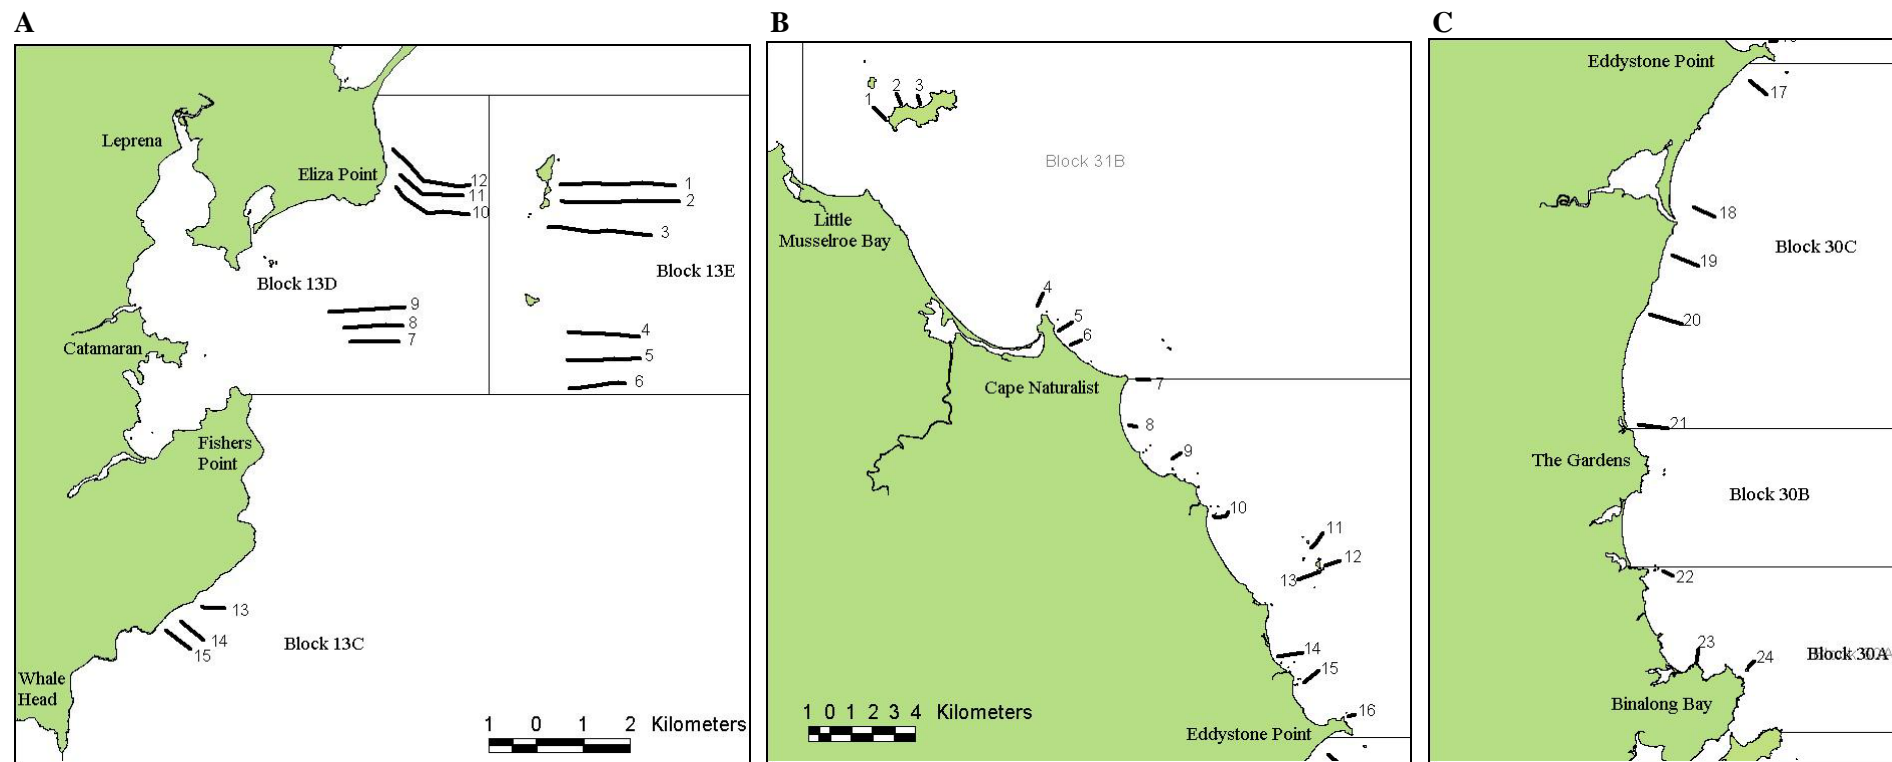 A
Leprena
Eliza Point
12
11
10
1
2
3
Block 13E
Block 13D
9
8
7
4
5
6
Catamaran
Fishers
Point
13
14
15
Block 13C
Whale
Head
1 0 1 2 Kilometers
B
1 2 3
Block 31B
Little
Musselroe Bay
4
5
6
Cape Naturalist
7
8
9
10
11
12
13
14
15
16
1 0 1 2 3 4 Kilometers
Eddystone Point
C
Eddystone Point
17
18
Block 30C
19
20
21
The Gardens
Block 30B
22
23
24
Block 30A
Binalong Bay